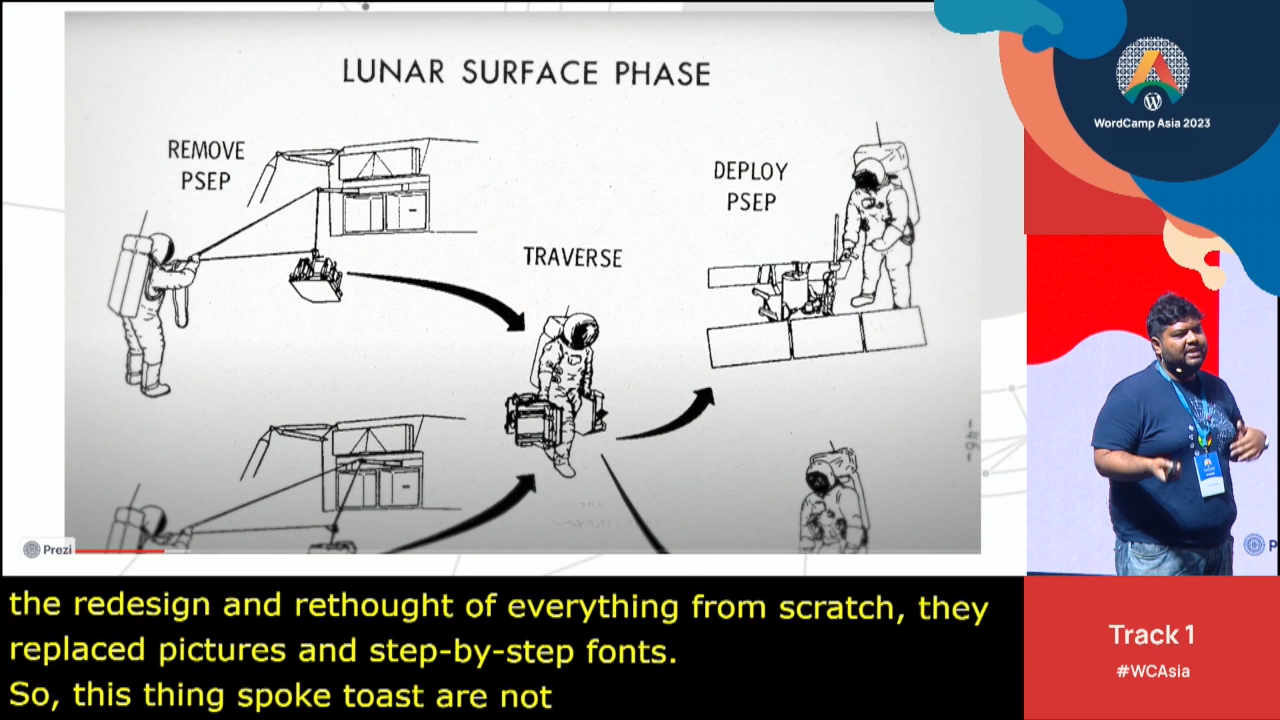 LUNAR SURFACE PHASE
REMOVE
PSEP
DEPLOY
PSEP
TRAVERSE
-46-
Prezi
WordCamp Asia 2023
the redesign and rethought of everything from scratch, they
replaced pictures and step-by-step fonts.
So, this thing spoke toast are not
Track 1
#WCAsia